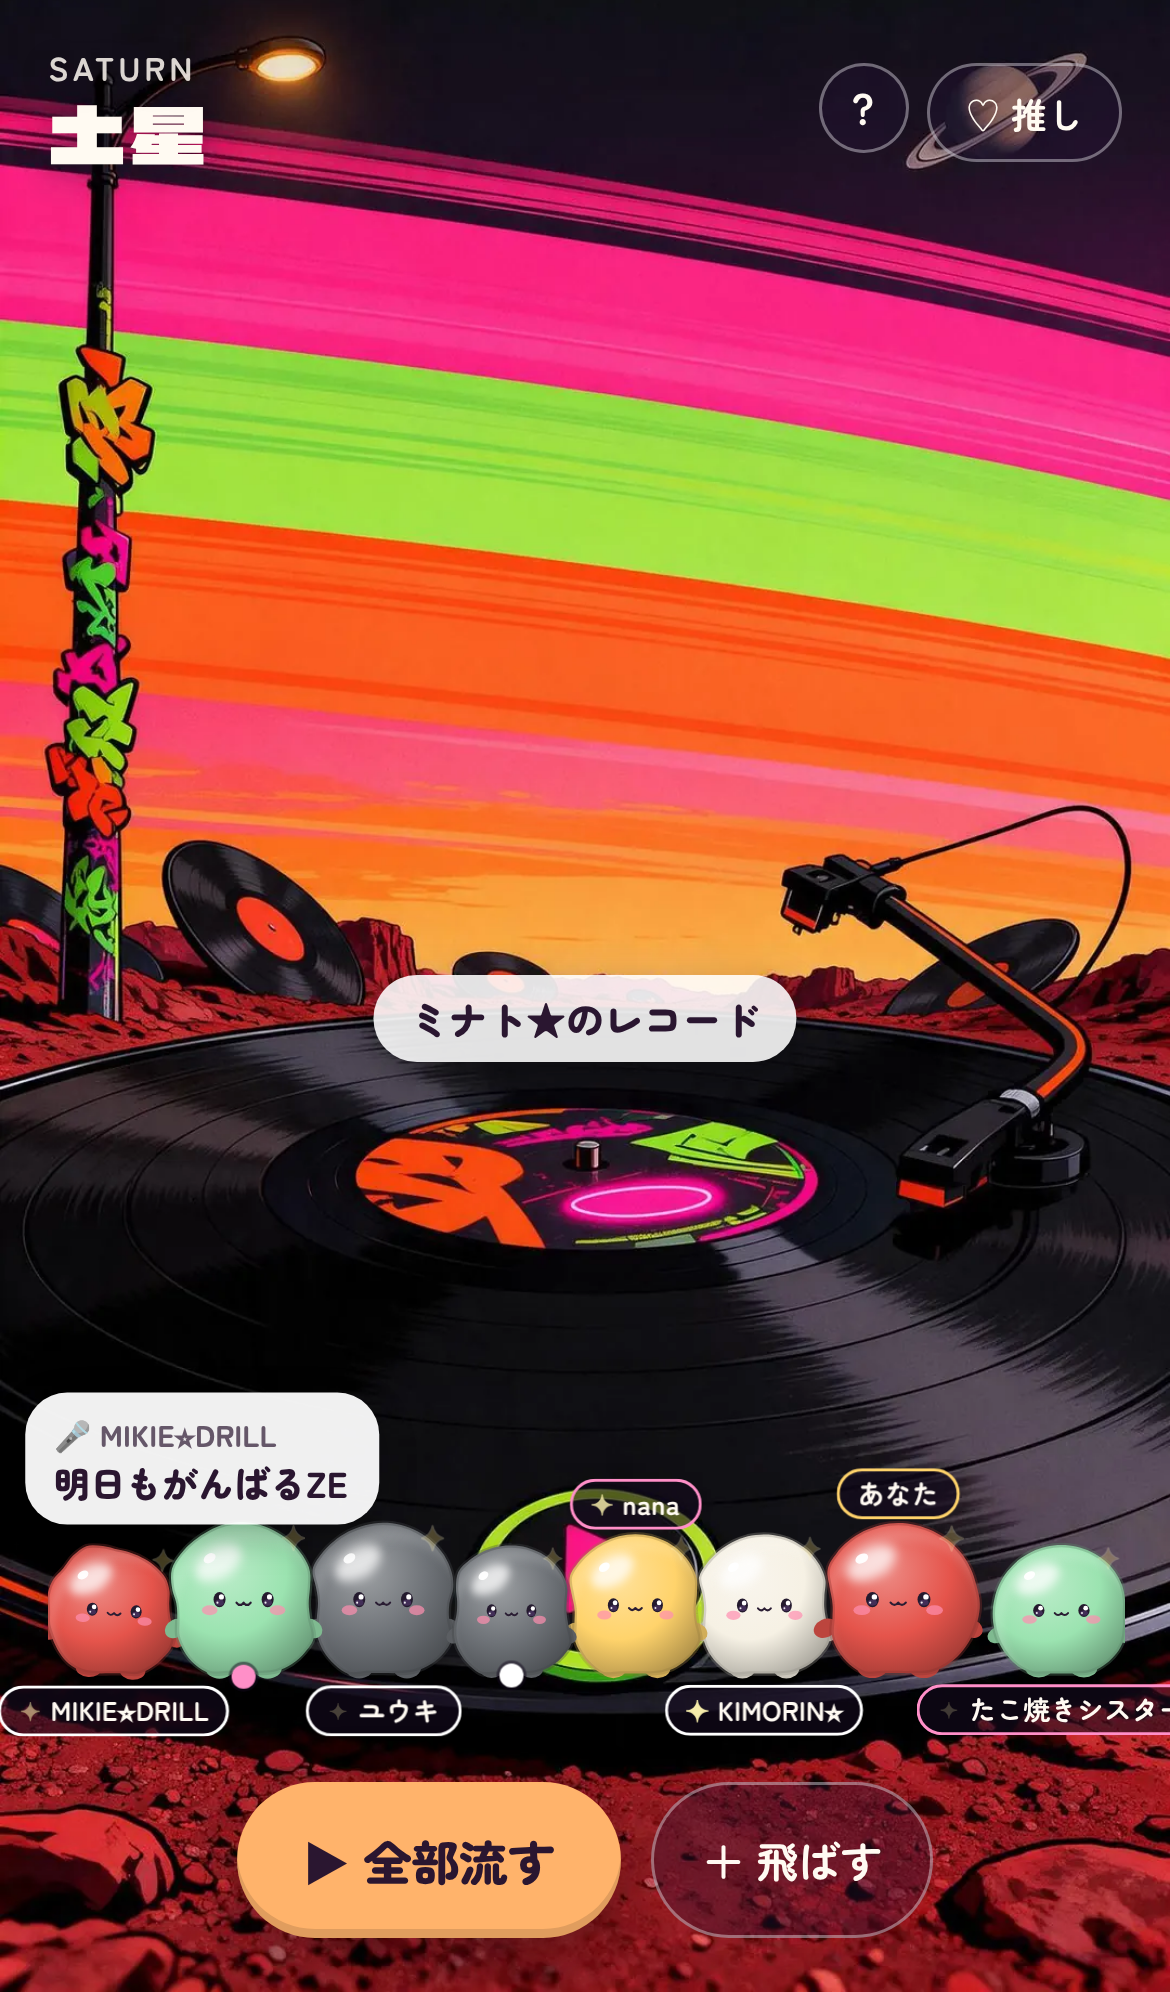 SATURN
土星
?
♡ 推し
ミナト★のレコード
🎤 MIKIE★DRILL
明日もがんばるZE
✦ nana
あなた
✦ MIKIE★DRILL
✦ ユウキ
✦ KIMORIN★
✦ たこ焼きシスター
▶ 全部流す
＋ 飛ばす